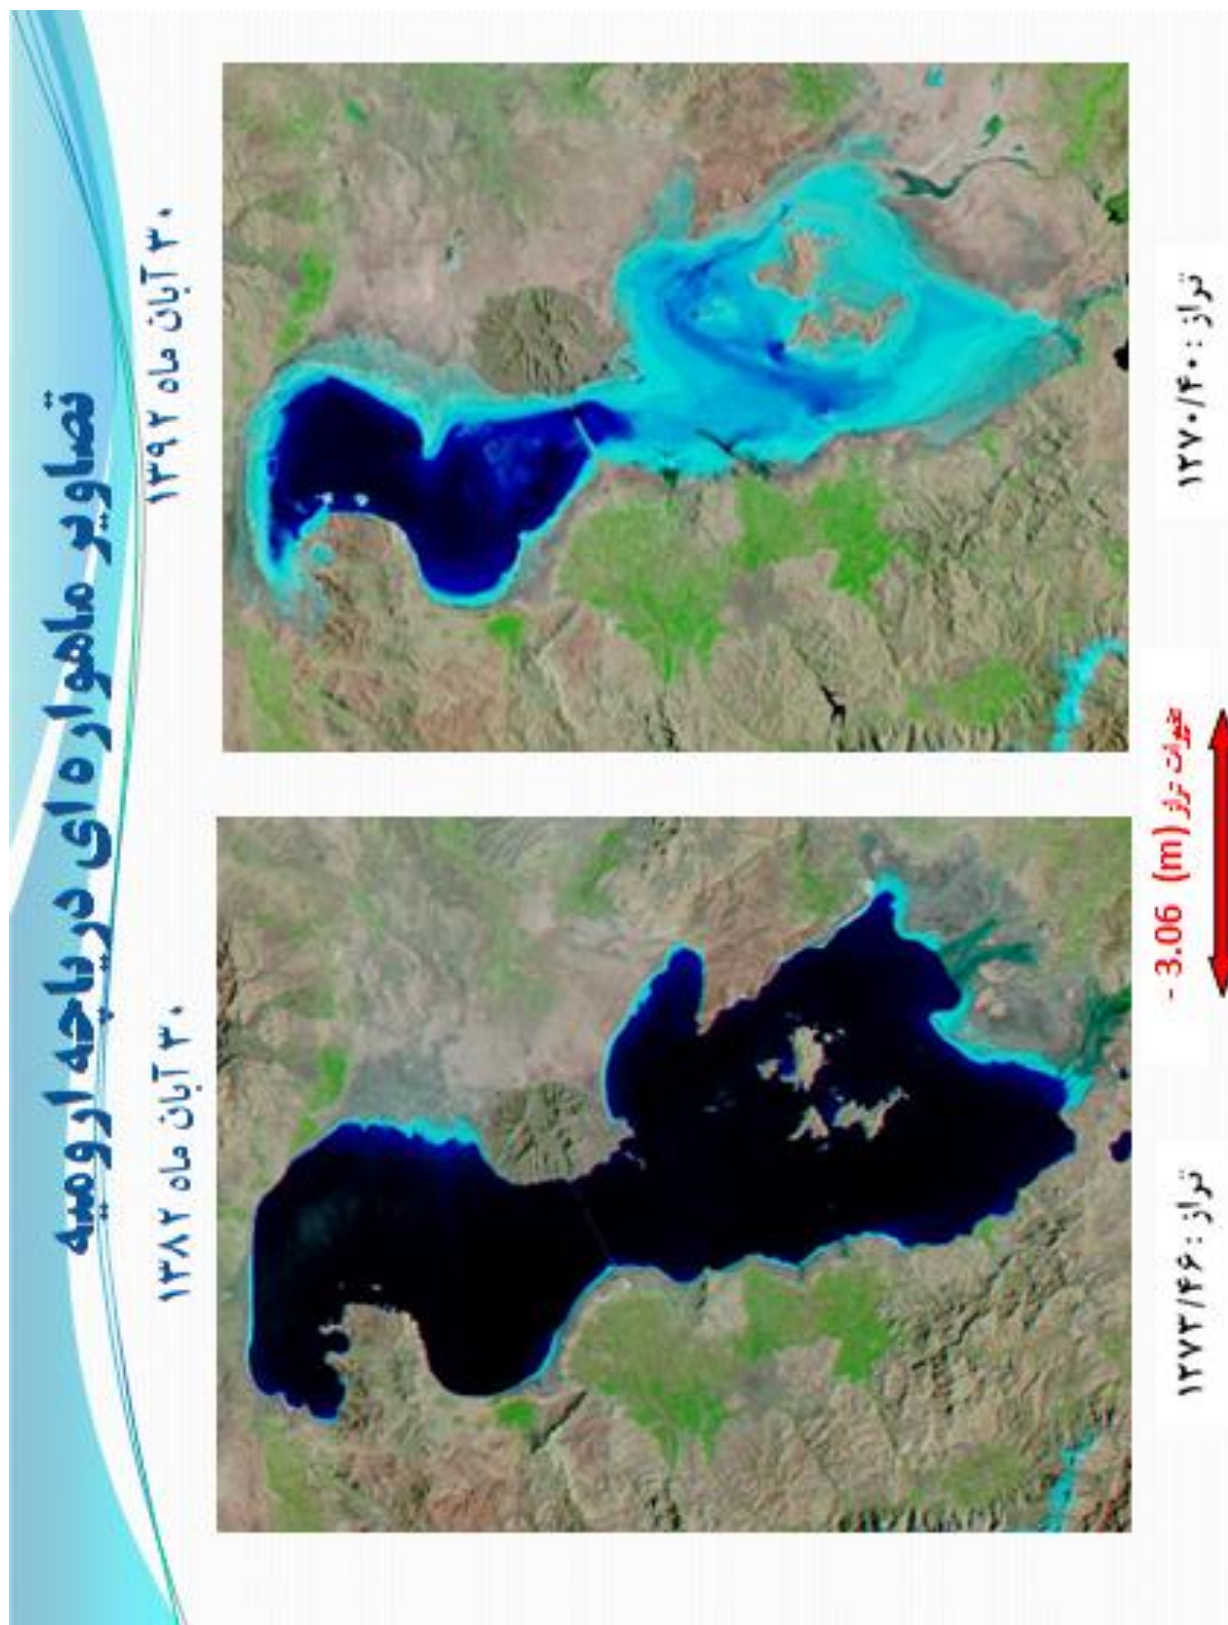 تصاویر ماهواره ای دریاچه ارومیه
۳۰ آبان ماه ۱۳۹۲
۳۰ آبان ماه ۱۳۸۲
تراز : ۱۲۷۰/۴۰
تغییرات تراز (m) 3.06 -
تراز : ۱۲۷۳/۴۶